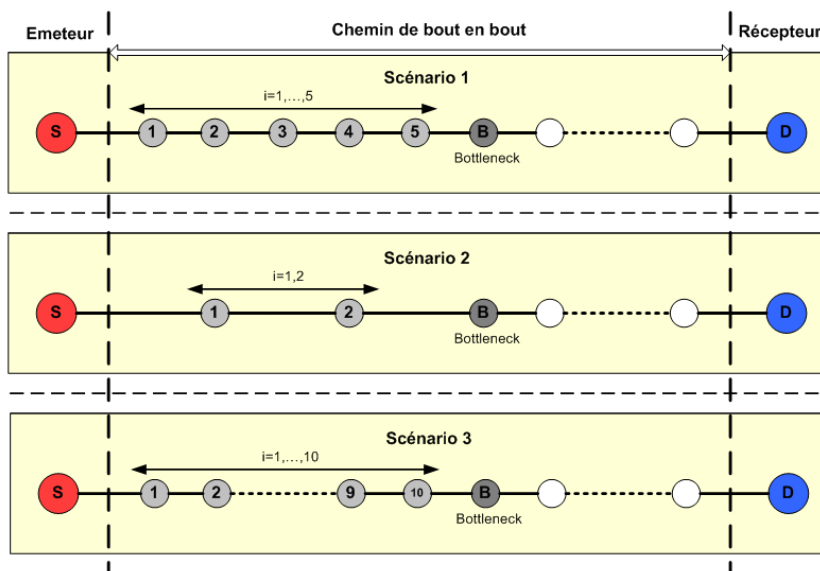 Emeteur
Chemin de bout en bout
Récepteur
Scénario 1
i=1,...,5
S 1 2 3 4 5 B D
Bottleneck
Scénario 2
i=1,2
S 1 2 B D
Bottleneck
Scénario 3
i=1,...,10
S 1 2 9 10 B D
Bottleneck